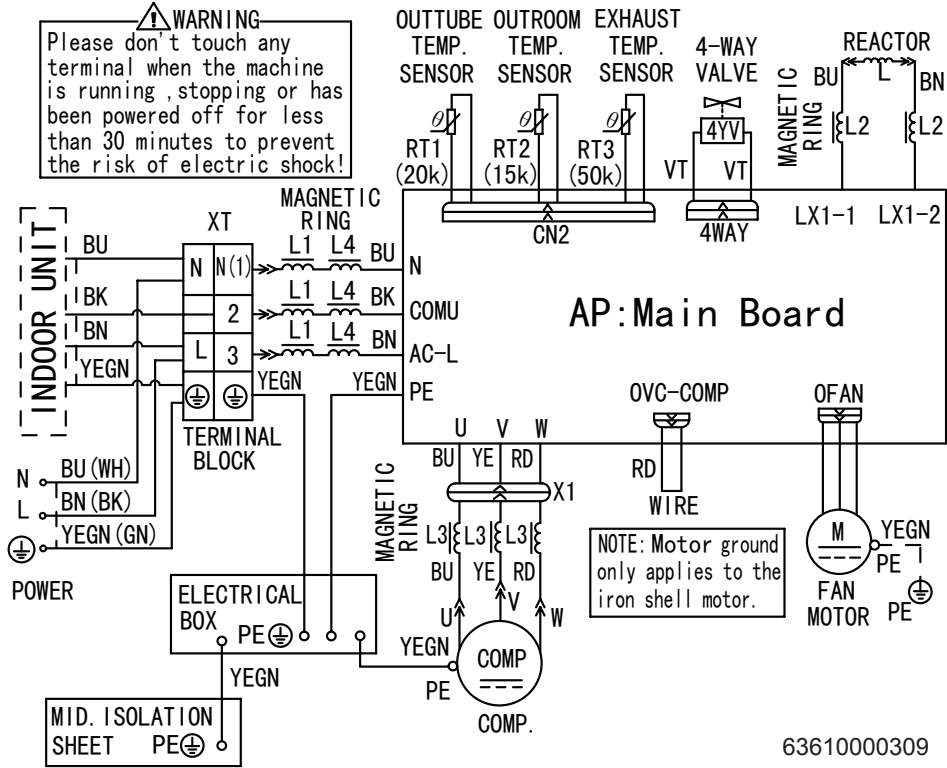 WARNING
Please don't touch any
terminal when the machine
is running ,stopping or has
been powered off for less
than 30 minutes to prevent
the risk of electric shock!
OUTTUBE OUTROOM EXHAUST
TEMP. TEMP. TEMP.
SENSOR SENSOR SENSOR
4-WAY
VALVE
REACTOR
BU L BN
MAGNETIC
RING
L2 L2
θ θ θ
RT1 RT2 RT3
(20k) (15k) (50k)
4YV
VT VT
CN2
4WAY
LX1-1 LX1-2
INDOOR UNIT
BU
BK
BN
YEGN
XT
N N(1)
2
L 3
TERMINAL
BLOCK
MAGNETIC
RING
L1 L4 BU N
L1 L4 BK COMU
L1 L4 BN AC-L
YEGN YEGN PE
AP:Main Board
OVC-COMP
RD
WIRE
OFAN
M
FAN
MOTOR
YEGN
PE
PE
U V W
BU YE RD
X1
MAGNETIC
RING
L3 L3 L3
BU YE RD
U V W
NOTE: Motor ground
only applies to the
iron shell motor.
N BU(WH)
L BN(BK)
YEGN(GN)
POWER
ELECTRICAL
BOX PE
YEGN
YEGN
PE
COMP
COMP.
MID. ISOLATION
SHEET PE
63610000309